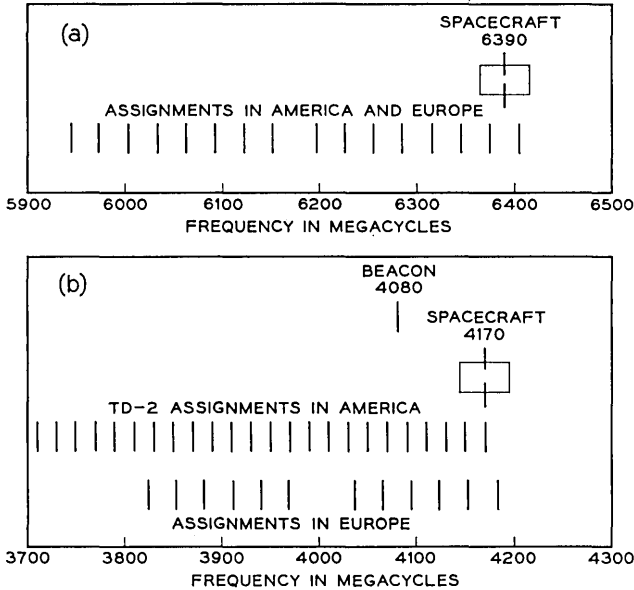 (a)
SPACECRAFT
6390
ASSIGNMENTS IN AMERICA AND EUROPE
5900 6000 6100 6200 6300 6400 6500
FREQUENCY IN MEGACYCLES
(b)
BEACON
4080
SPACECRAFT
4170
TD-2 ASSIGNMENTS IN AMERICA
ASSIGNMENTS IN EUROPE
3700 3800 3900 4000 4100 4200 4300
FREQUENCY IN MEGACYCLES